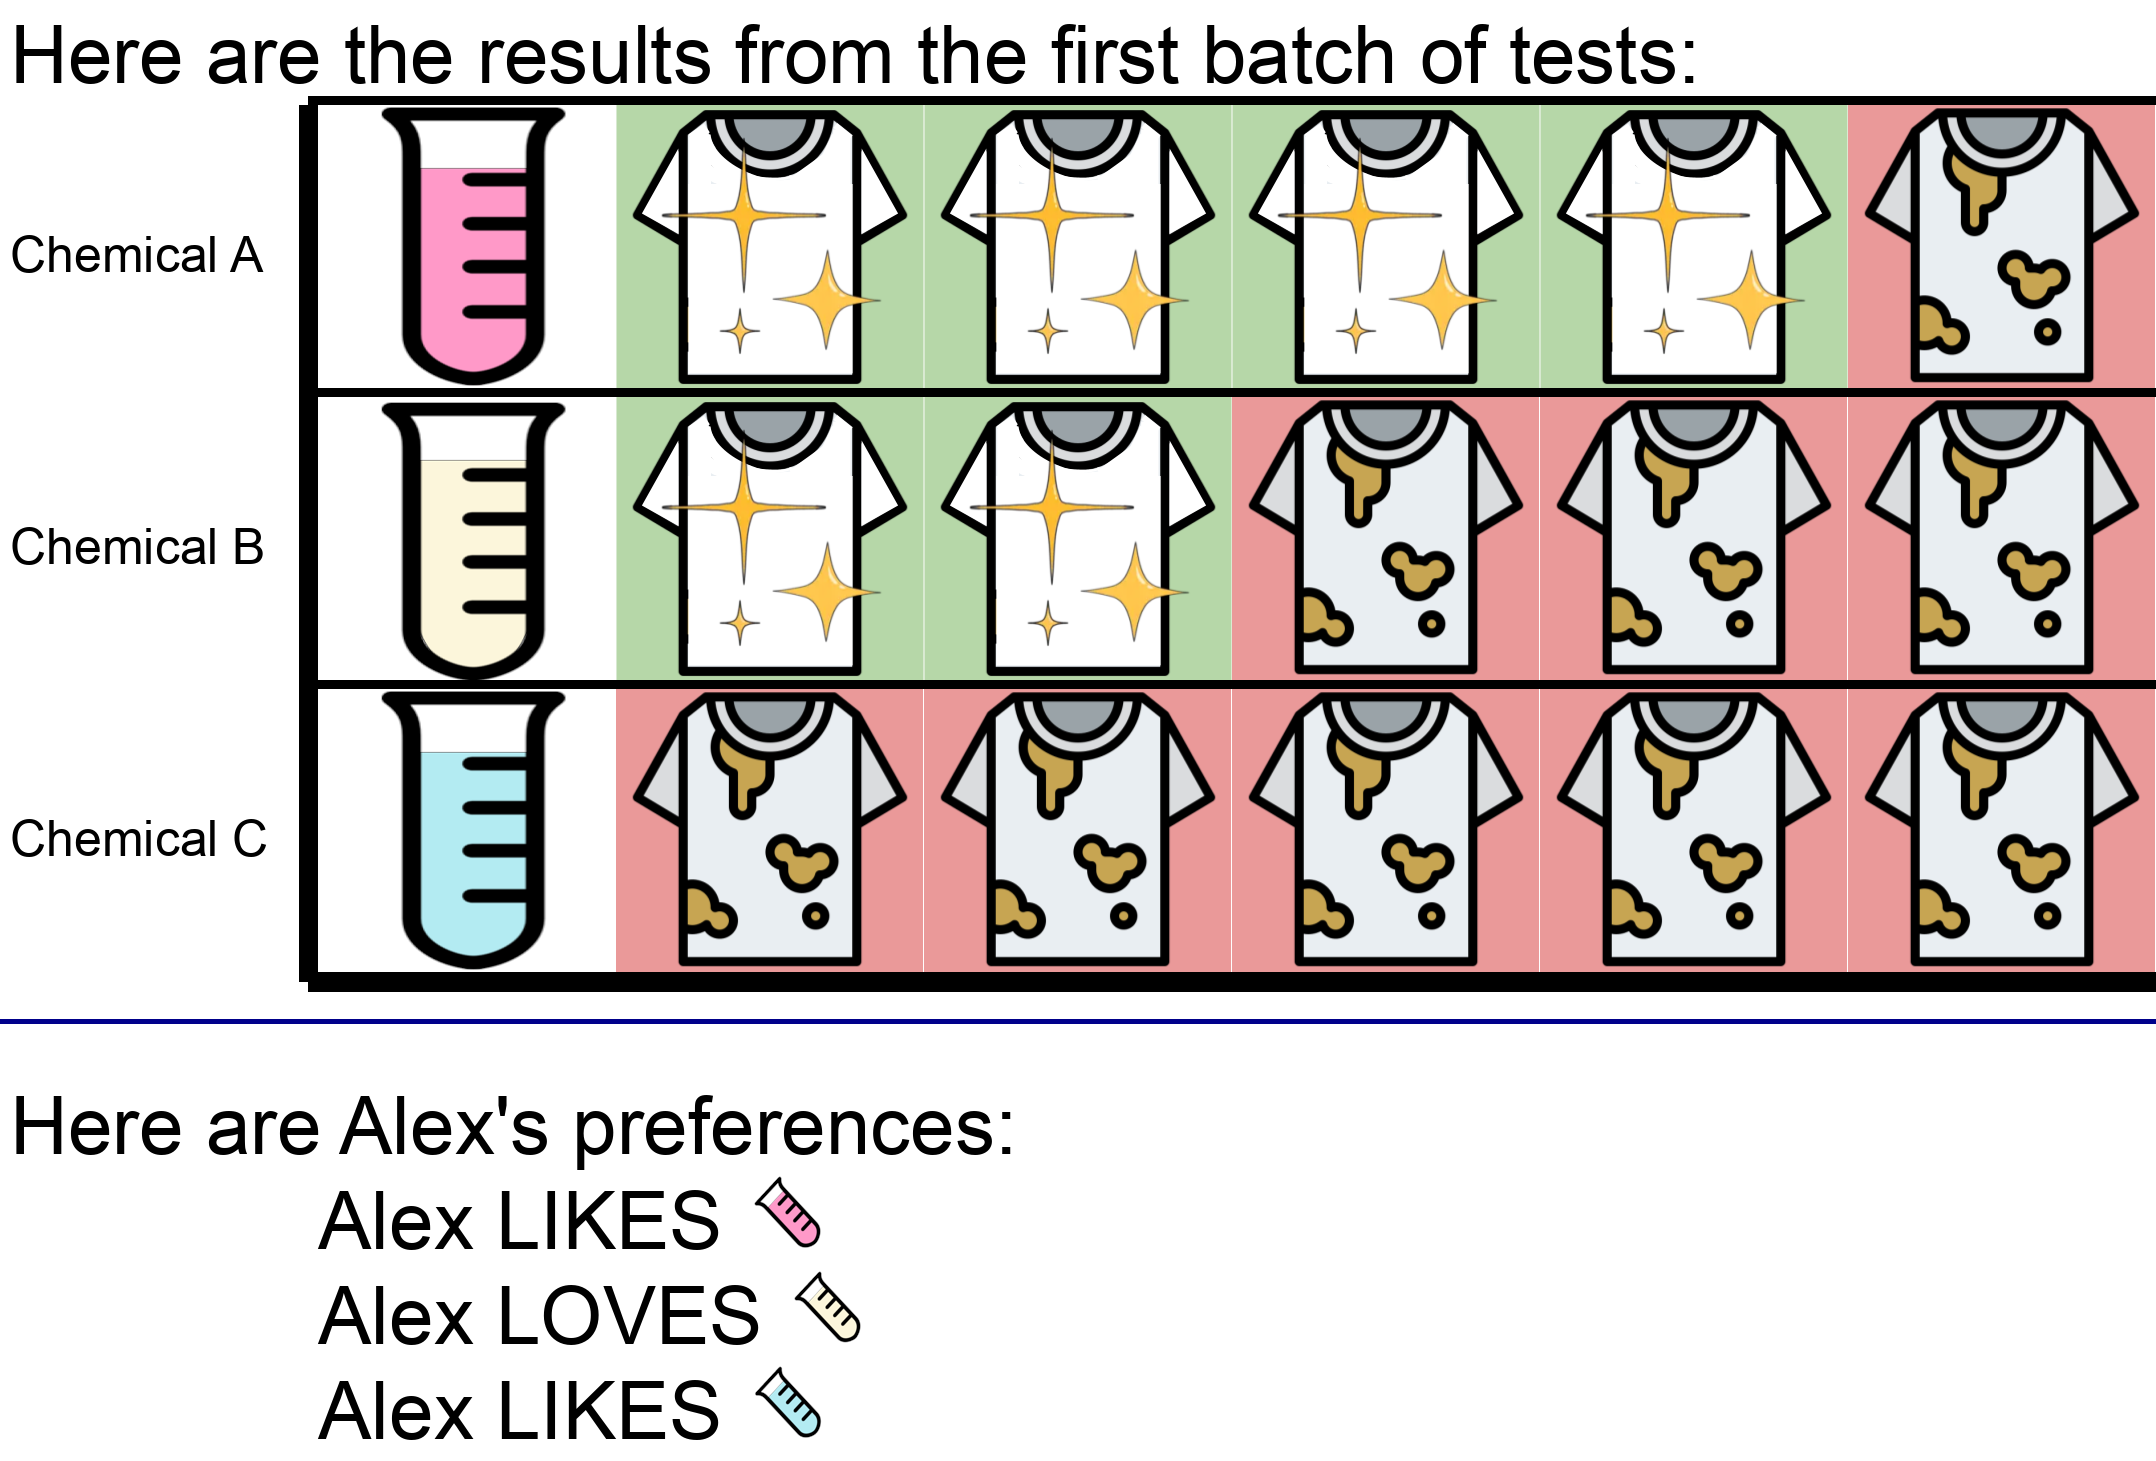 Here are the results from the first batch of tests:
Chemical A
Chemical B
Chemical C
Here are Alex's preferences:
Alex LIKES
Alex LOVES
Alex LIKES